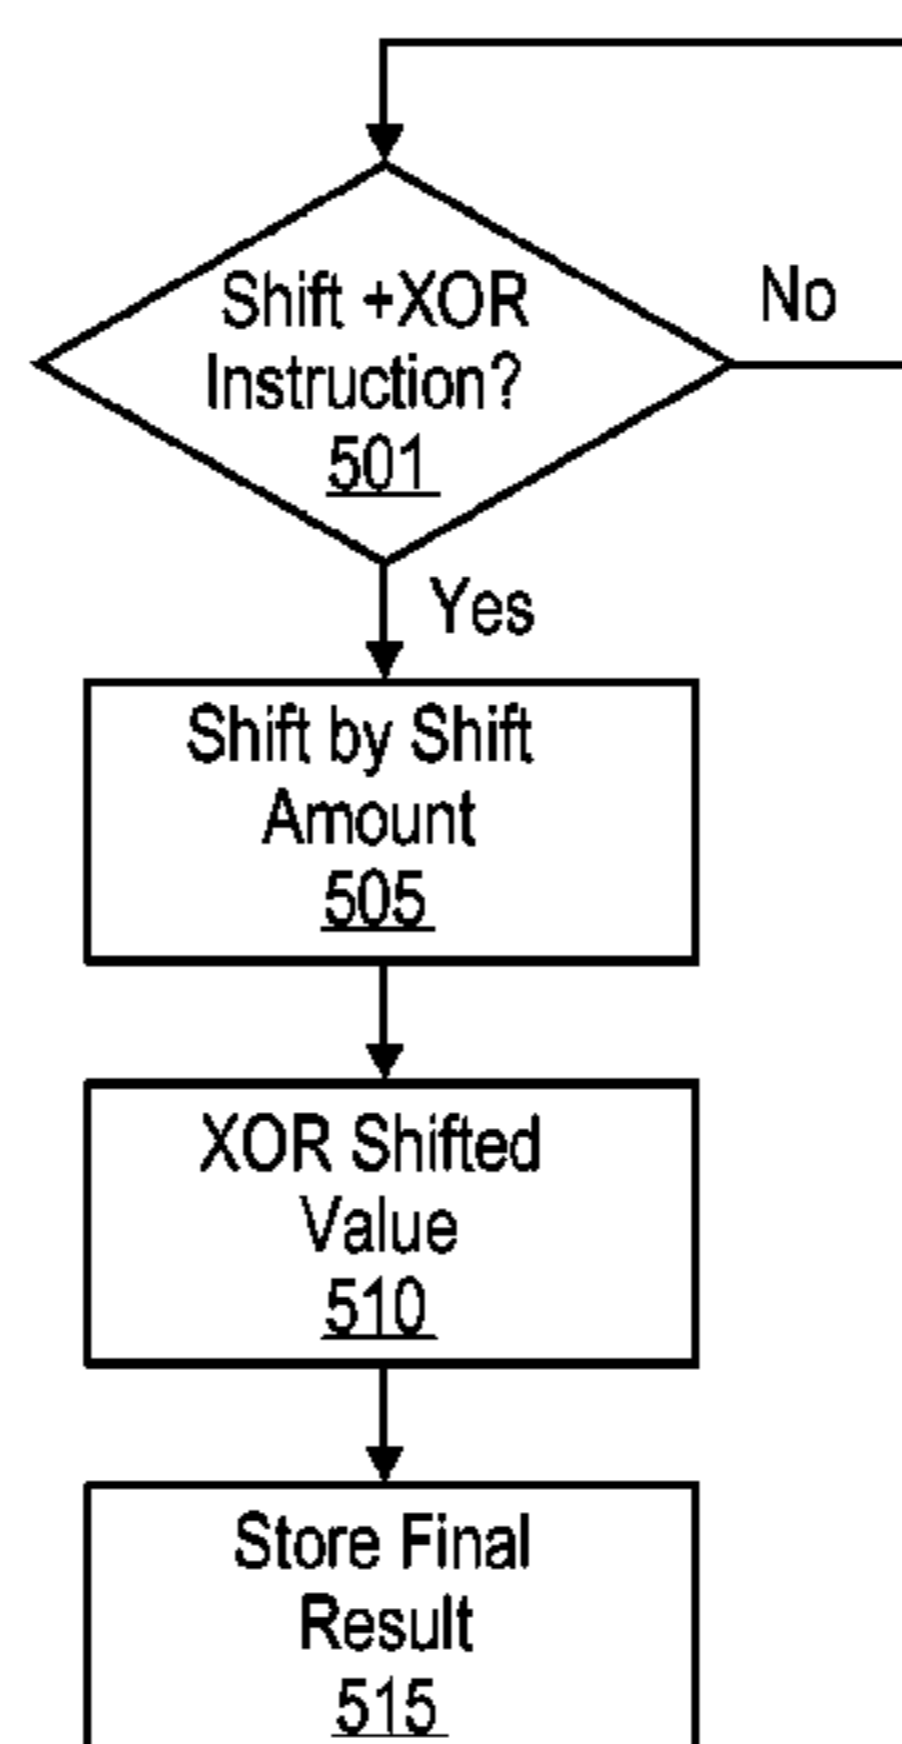 Shift +XOR
Instruction?
501
No
Yes
Shift by Shift
Amount
505
XOR Shifted
Value
510
Store Final
Result
515